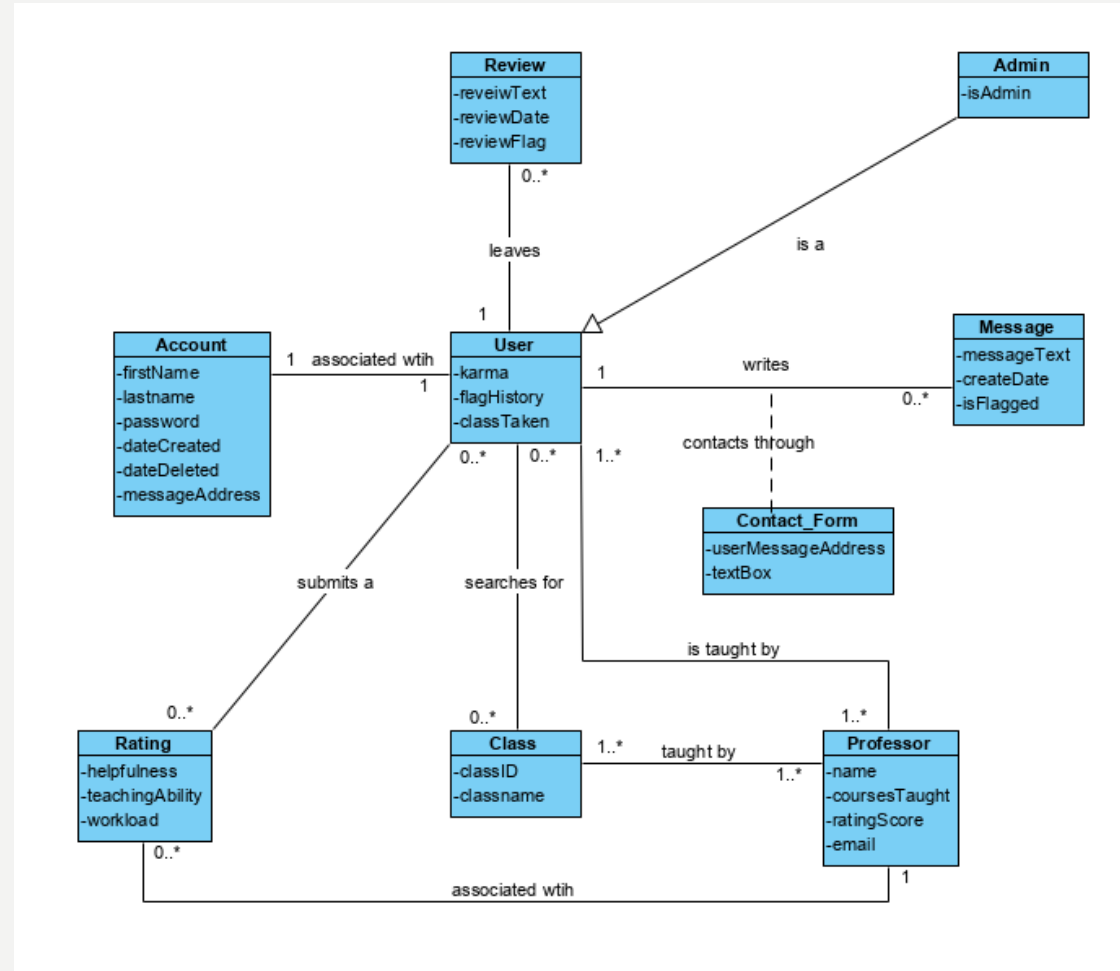 Review
-reveiwText
-reviewDate
-reviewFlag
0..*
Admin
-isAdmin
leaves
is a
1
Account
-firstName
-lastname
-password
-dateCreated
-dateDeleted
-messageAddress
1 associated wtih
1
User
-karma
-flagHistory
-classTaken
1
writes
0..*
Message
-messageText
-createDate
-isFlagged
0..*
0..*
1..*
contacts through
Contact_Form
-userMessageAddress
-textBox
submits a
searches for
is taught by
0..*
0..*
1..*
Rating
-helpfulness
-teachingAbility
-workload
0..*
Class
-classID
-classname
1..*
taught by
1..*
Professor
-name
-coursesTaught
-ratingScore
-email
1
associated wtih